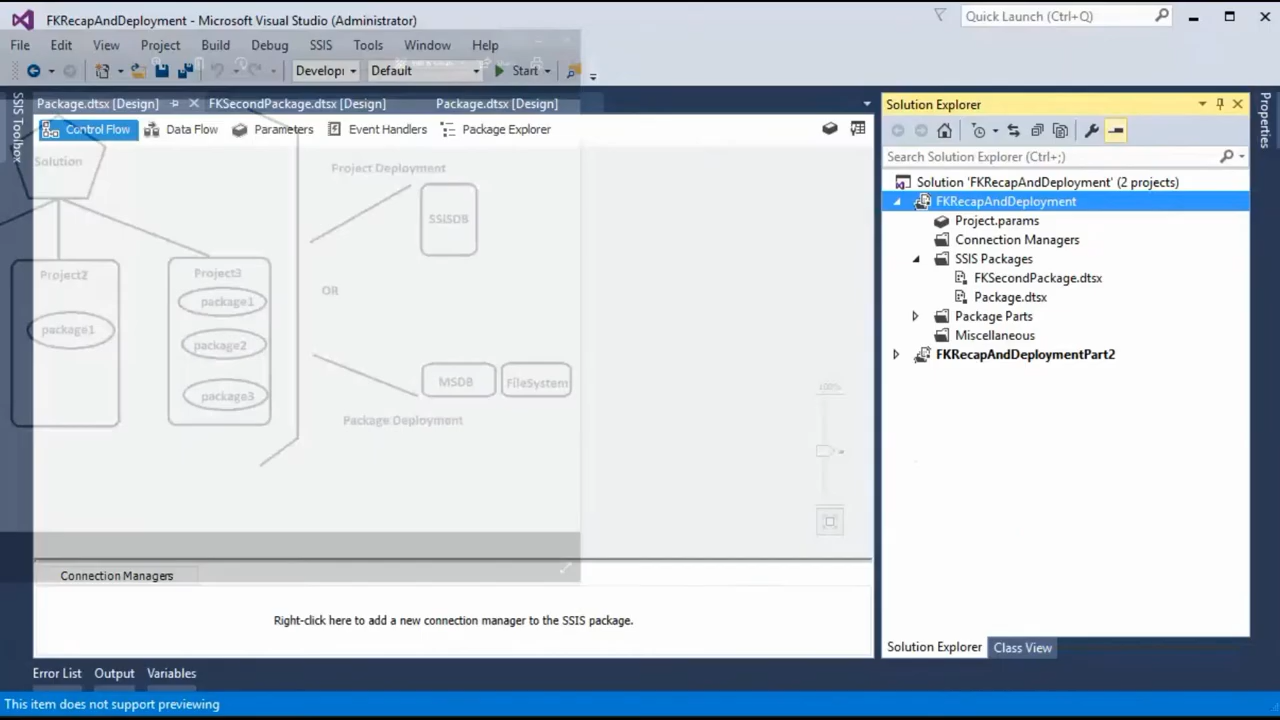 FKRecapAndDeployment - Microsoft Visual Studio (Administrator)
Quick Launch (Ctrl+Q)
File Edit View Project Build Debug SSIS Tools Window Help
Developi Default Start
SSIS Toolbox
Package.dtsx [Design] FKSecondPackage.dtsx [Design] Package.dtsx [Design]
Control Flow Data Flow Parameters Event Handlers Package Explorer
Solution
Project2
package1
Project3
package1
package2
package3
Project Deployment
SSISDB
OR
MSDB FileSystem
Package Deployment
100%
Connection Managers
Right-click here to add a new connection manager to the SSIS package.
Error List Output Variables
This item does not support previewing
Solution Explorer
Search Solution Explorer (Ctrl+;)
Solution 'FKRecapAndDeployment' (2 projects)
FKRecapAndDeployment
Project.params
Connection Managers
SSIS Packages
FKSecondPackage.dtsx
Package.dtsx
Package Parts
Miscellaneous
FKRecapAndDeploymentPart2
Solution Explorer Class View
Properties